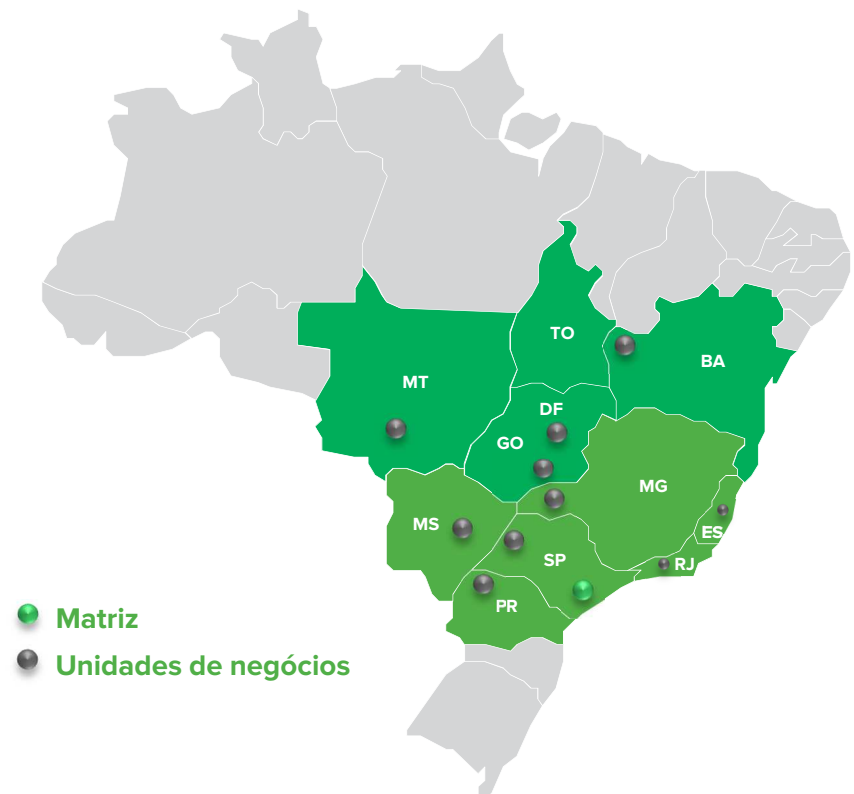 TO
BA
MT
DF
GO
MG
MS
ES
SP
RJ
PR
Matriz
Unidades de negócios